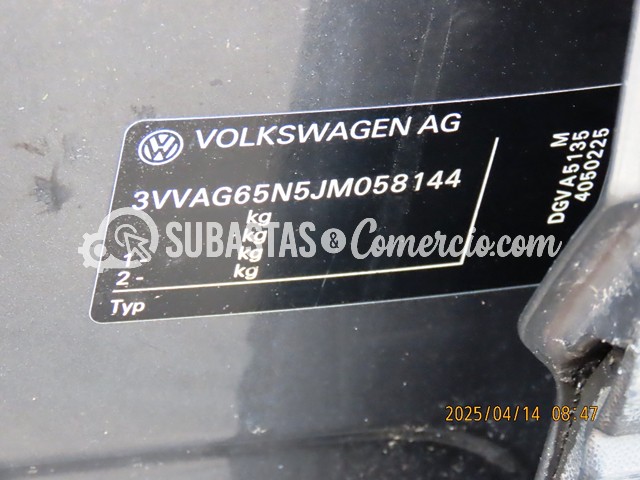 VOLKSWAGEN AG
3VVAG65N5JM058144
kg
kg
1 - kg
2 - kg
Typ
DGVA5135 M
4050225
SUBASTAS & Comercio.com
2025/04/14 08:47